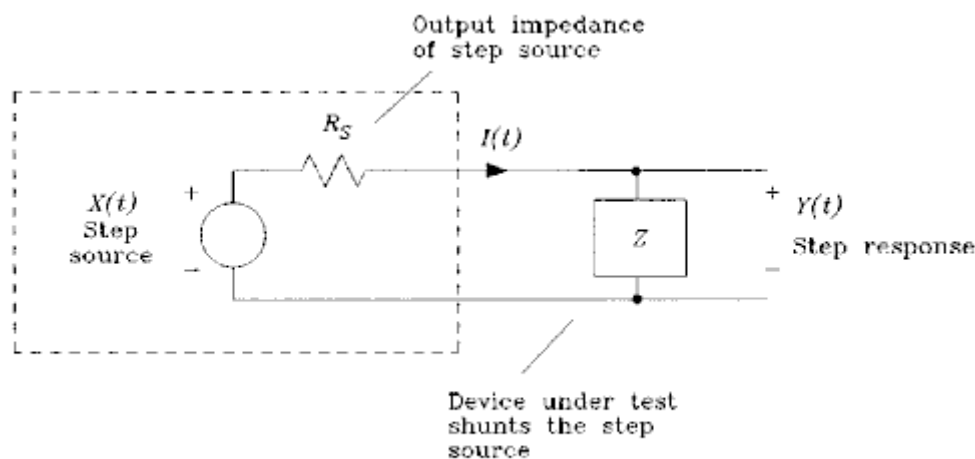 Output impedance
of step source
R_S
I(t)
+
X(t)
Step
source
−
Z
+
Y(t)
Step response
−
Device under test
shunts the step
source